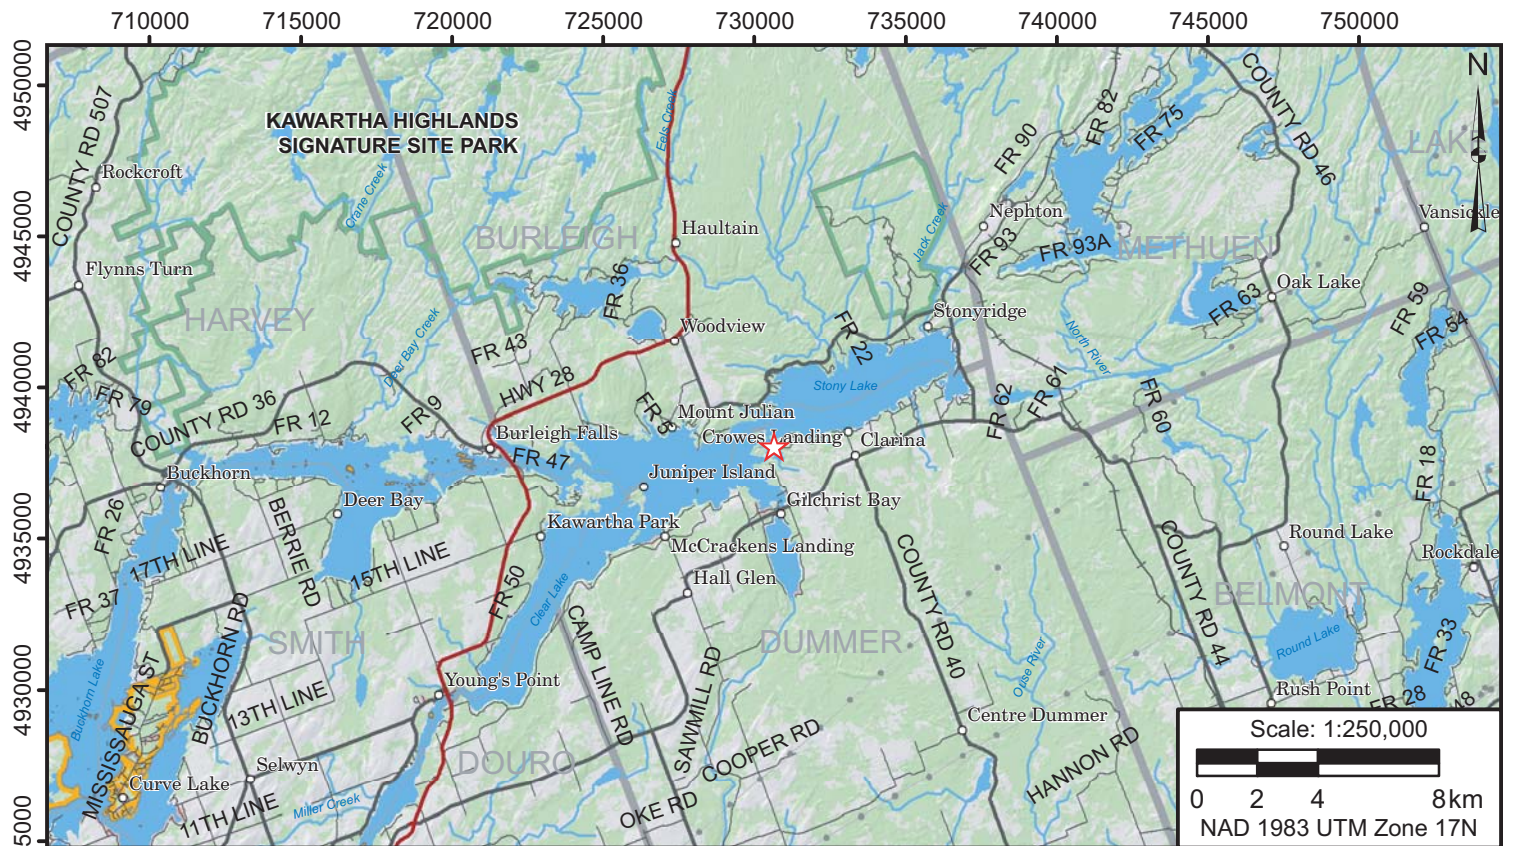 710000 715000 720000 725000 730000 735000 740000 745000 750000
4950000
4945000
4940000
4935000
4930000
5000
N
KAWARTHA HIGHLANDS
SIGNATURE SITE PARK
COUNTY RD 507
Rockcroft
Crane Creek
Eels Creek
FR 90
FR 82
FR 75
COUNTY RD 46
LAKE
Flynns Turn
HARVEY
BURLEIGH
Haultain
Jack Creek
Nephton
FR 93
FR 93A
METHUEN
Vansickle
Oak Lake
FR 63
FR 59
FR 54
FR 36
Woodview
Deer Bay Creek
FR 43
HWY 28
FR 22
Stonyridge
North River
Stony Lake
FR 82
FR 79
COUNTY RD 36
FR 12
FR 9
FR 5
Mount Julian
Crowes Landing
Clarina
FR 62
FR 61
FR 60
Burleigh Falls
FR 47
Juniper Island
Gilchrist Bay
Buckhorn
Deer Bay
Kawartha Park
McCrackens Landing
FR 18
FR 26
17TH LINE
BERRIE RD
15TH LINE
FR 50
Clear Lake
Hall Glen
COUNTY RD 40
COUNTY RD 44
Round Lake
Rockdale
FR 37
SMITH
BUCKHORN RD
CAMP LINE RD
DUMMER
BELMONT
Round Lake
FR 33
Buckhorn Lake
MISSISSAUGA ST
13TH LINE
Young's Point
SAWMILL RD
Ouse River
Rush Point
FR 28
48
Centre Dummer
Curve Lake
Selwyn
DOURO
COOPER RD
HANNON RD
11TH LINE
Miller Creek
OKE RD
Scale: 1:250,000
0 2 4 8 km
NAD 1983 UTM Zone 17N